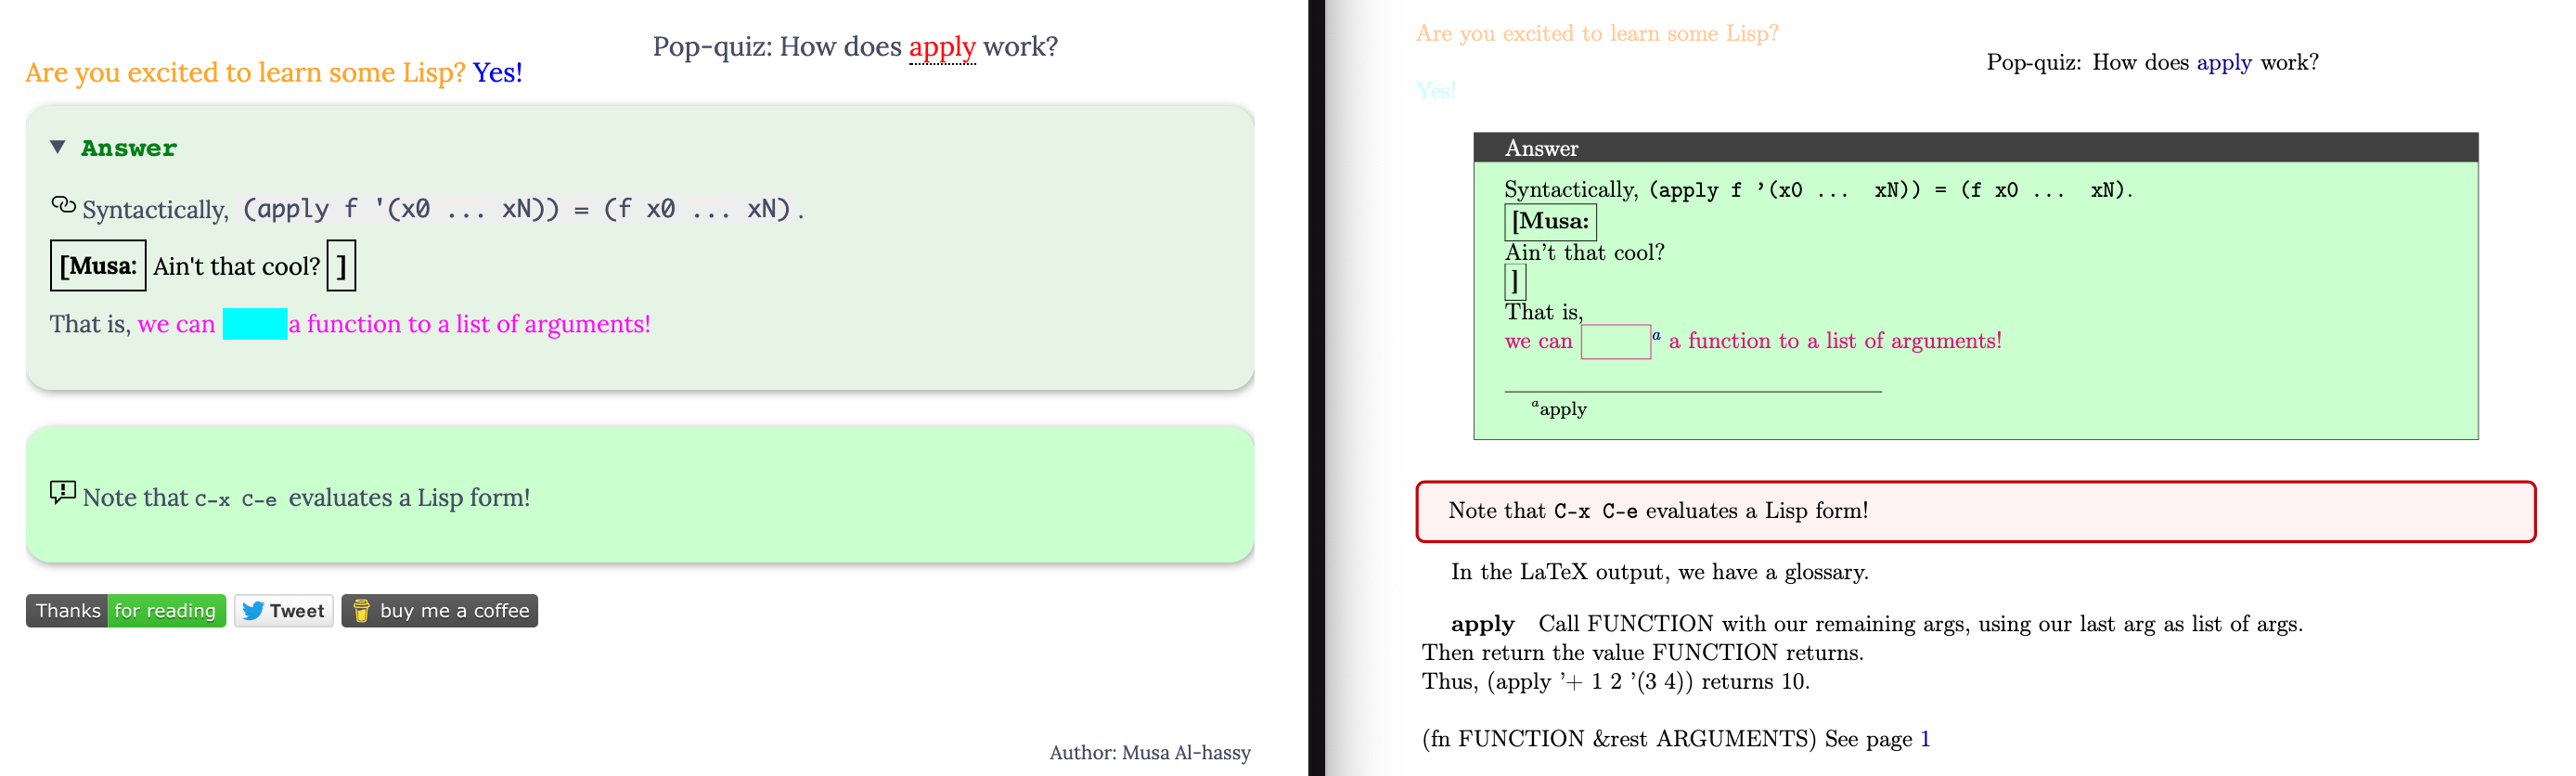 Pop-quiz: How does apply work?
Are you excited to learn some Lisp? Yes!
▼ Answer
Syntactically, (apply f '(x0 ... xN)) = (f x0 ... xN).
[Musa: Ain't that cool? ]
That is, we can a function to a list of arguments!
Note that C-x C-e evaluates a Lisp form!
Thanks for reading Tweet buy me a coffee
Author: Musa Al-hassy
Are you excited to learn some Lisp?
Pop-quiz: How does apply work?
Yes!
Answer
Syntactically, (apply f ’(x0 ... xN)) = (f x0 ... xN).
[Musa:
Ain’t that cool?
]
That is,
we can a a function to a list of arguments!
a apply
Note that C-x C-e evaluates a Lisp form!
In the LaTeX output, we have a glossary.
apply Call FUNCTION with our remaining args, using our last arg as list of args.
Then return the value FUNCTION returns.
Thus, (apply ’+ 1 2 ’(3 4)) returns 10.
(fn FUNCTION &rest ARGUMENTS) See page 1